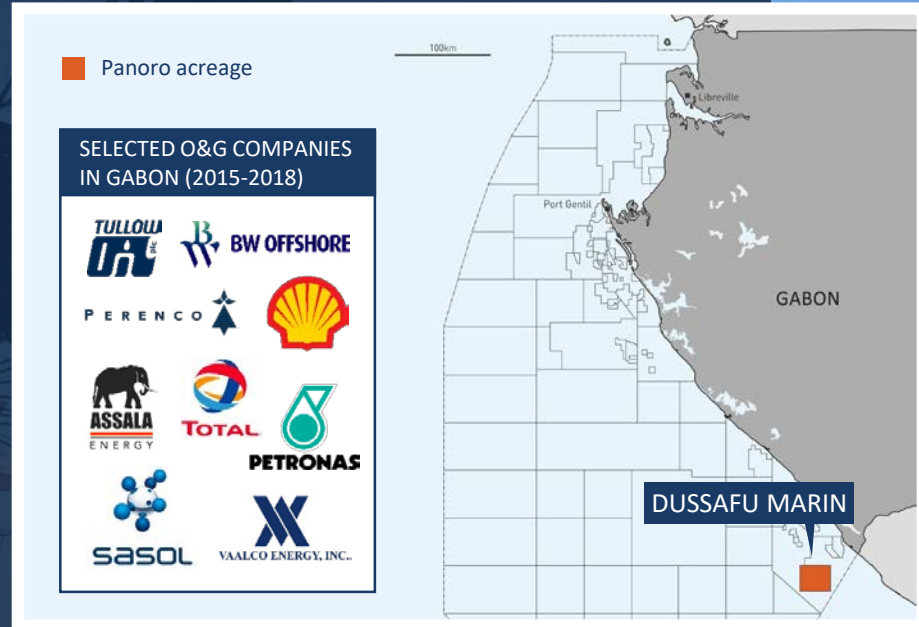 Panoro acreage
100km
Libreville
Port Gentil
GABON
DUSSAFU MARIN
SELECTED O&G COMPANIES
IN GABON (2015-2018)
TULLOW
OIL plc
BW
BW OFFSHORE
PERENCO
ASSALA
ENERGY
TOTAL
PETRONAS
sasol
VAALCO ENERGY, INC.